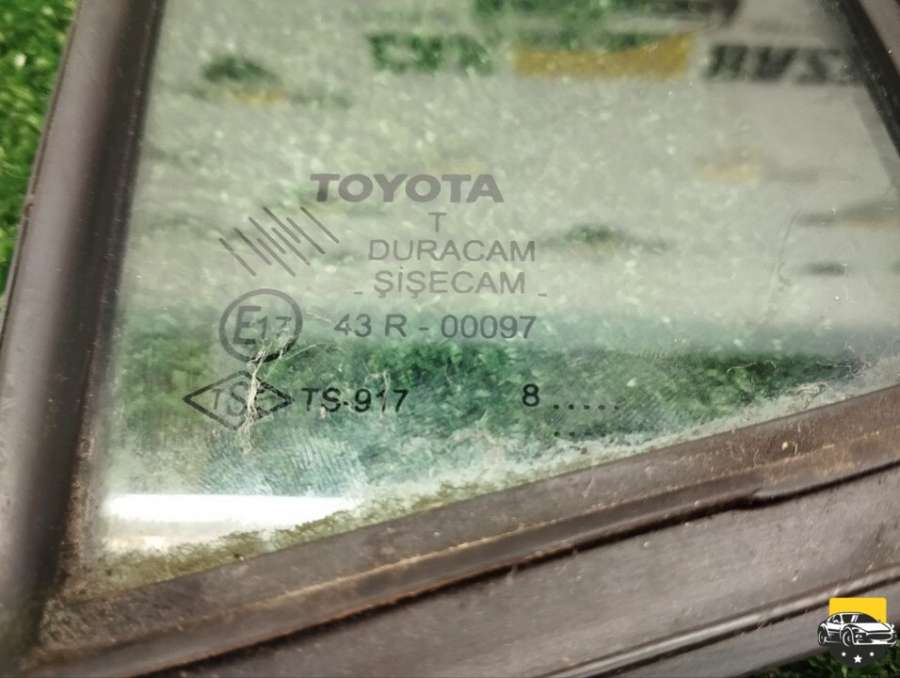 TOYOTA
T
DURACAM
ŞİŞECAM
E17 43 R - 00097
TSE TS-917 8 .....